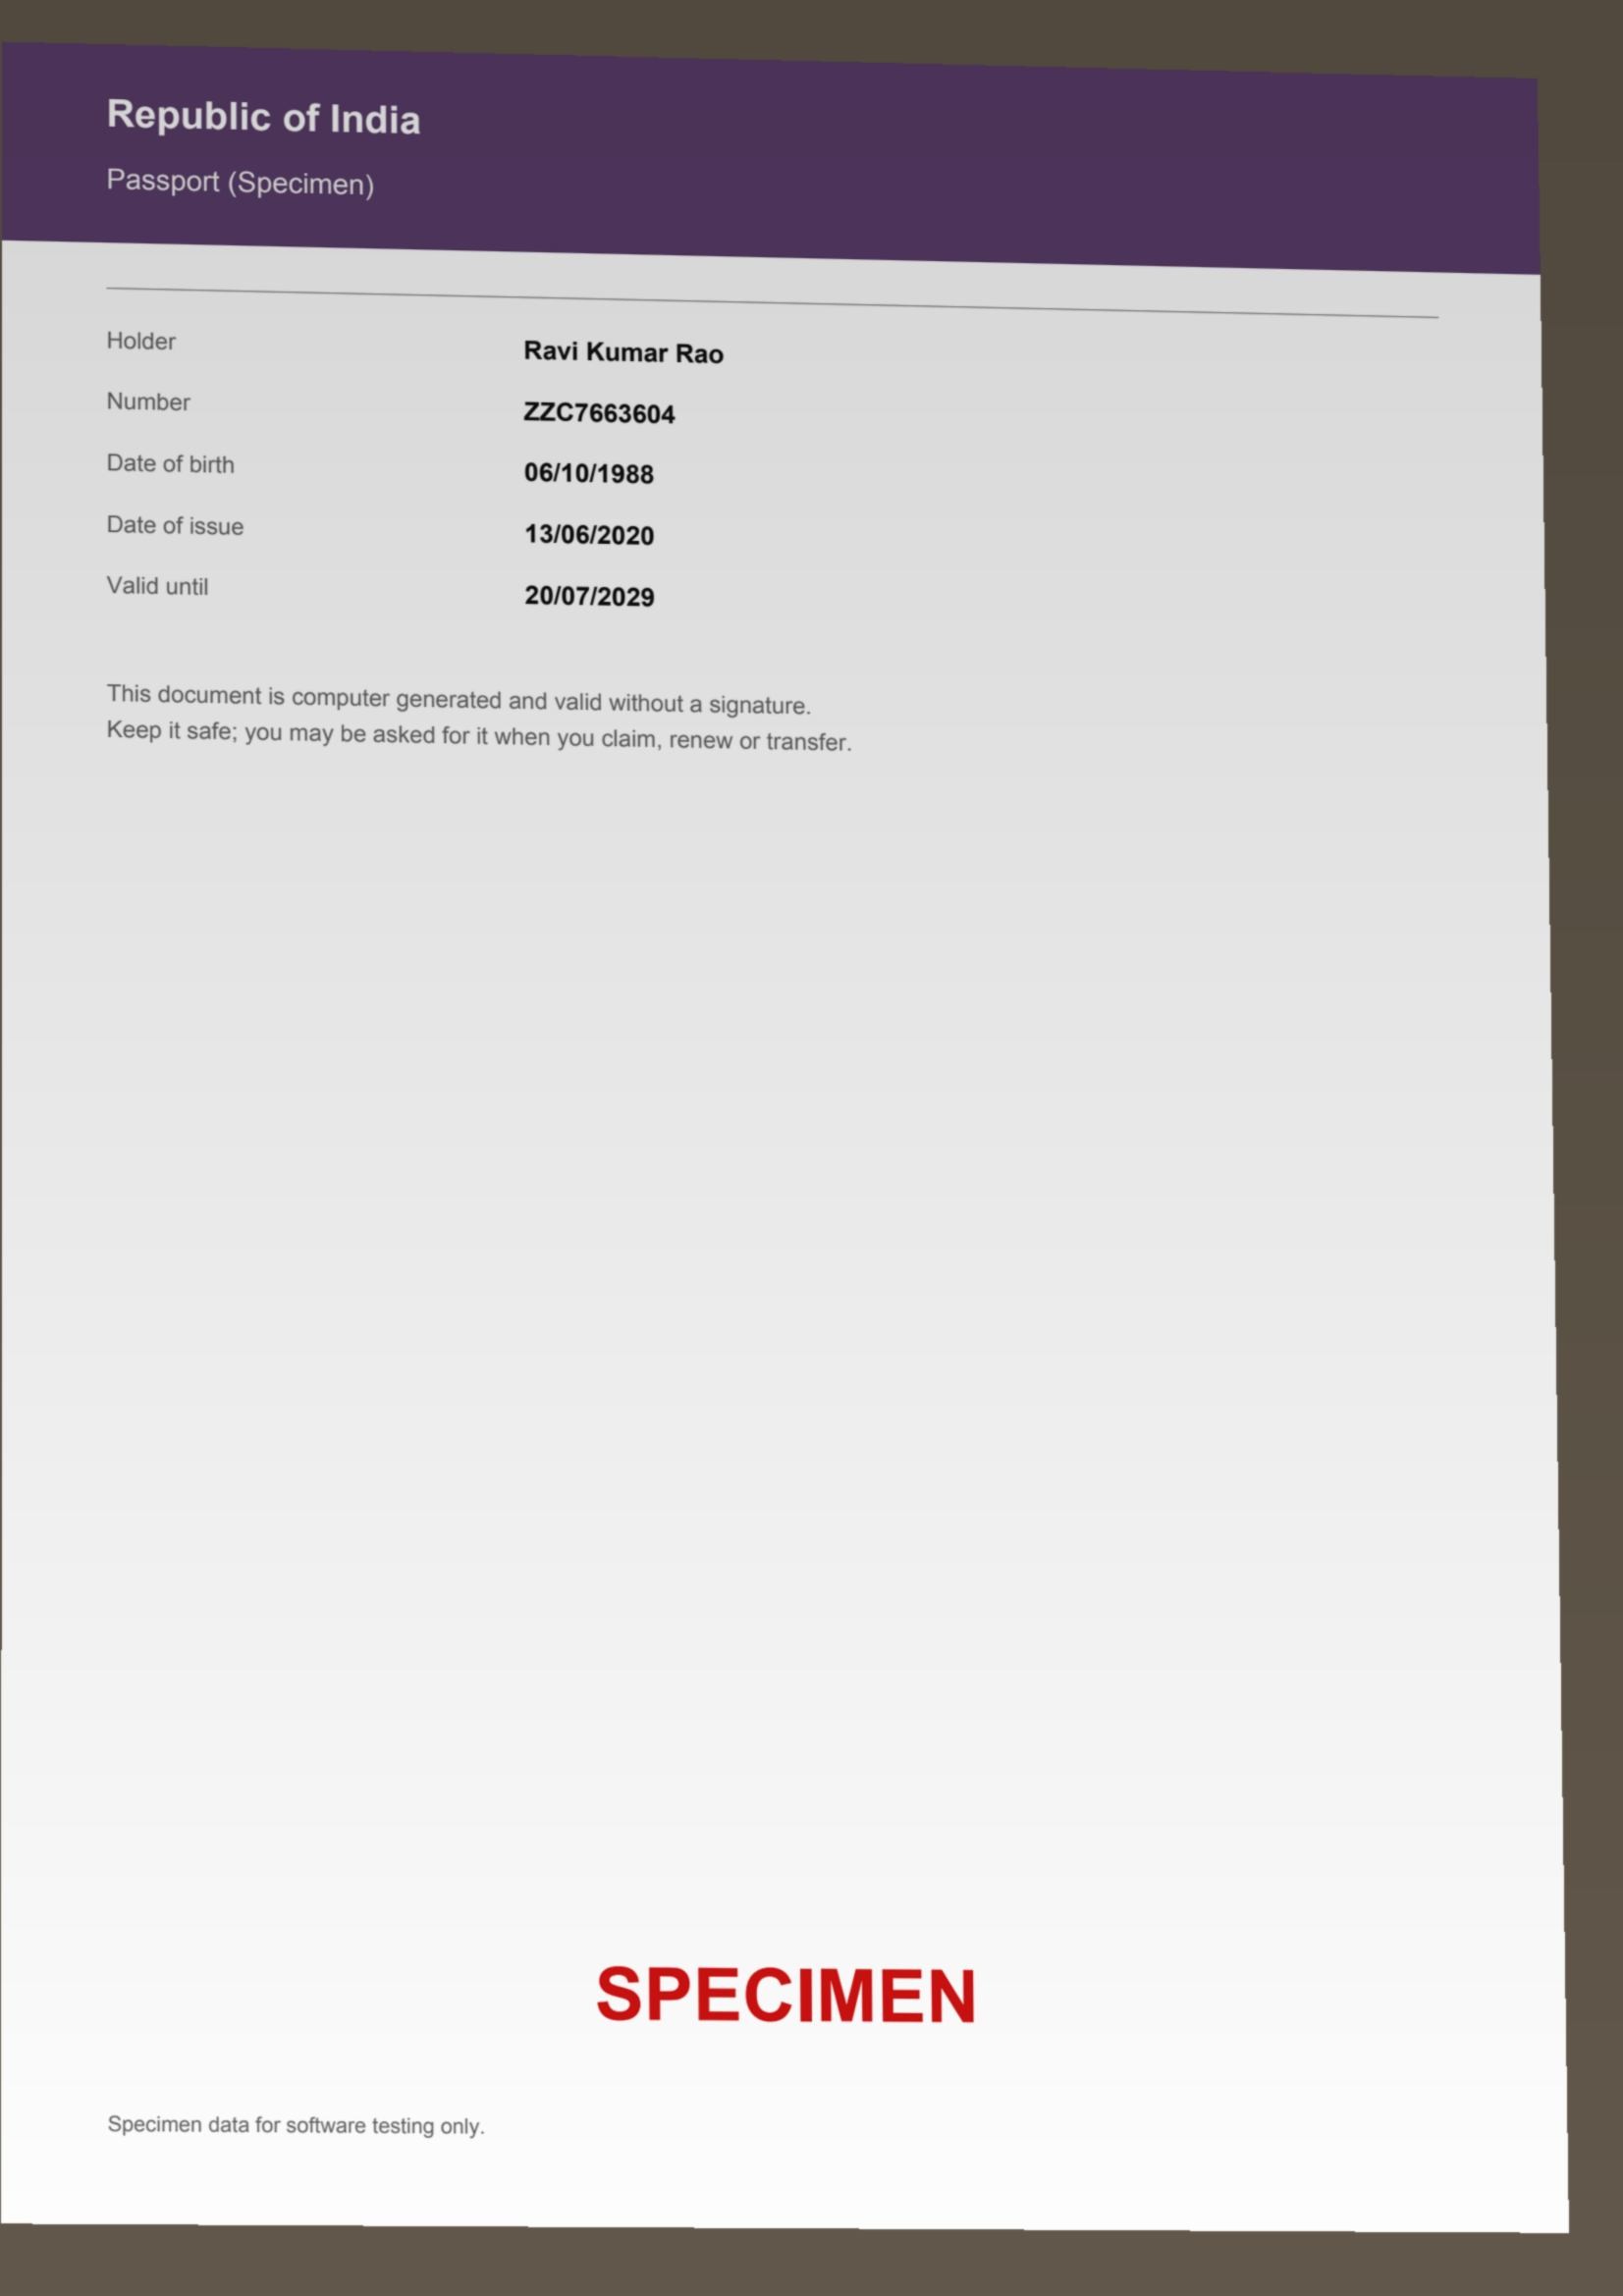 Republic of India
Passport (Specimen)
Holder Ravi Kumar Rao
Number ZZC7663604
Date of birth 06/10/1988
Date of issue 13/06/2020
Valid until 20/07/2029
This document is computer generated and valid without a signature.
Keep it safe; you may be asked for it when you claim, renew or transfer.
SPECIMEN
Specimen data for software testing only.